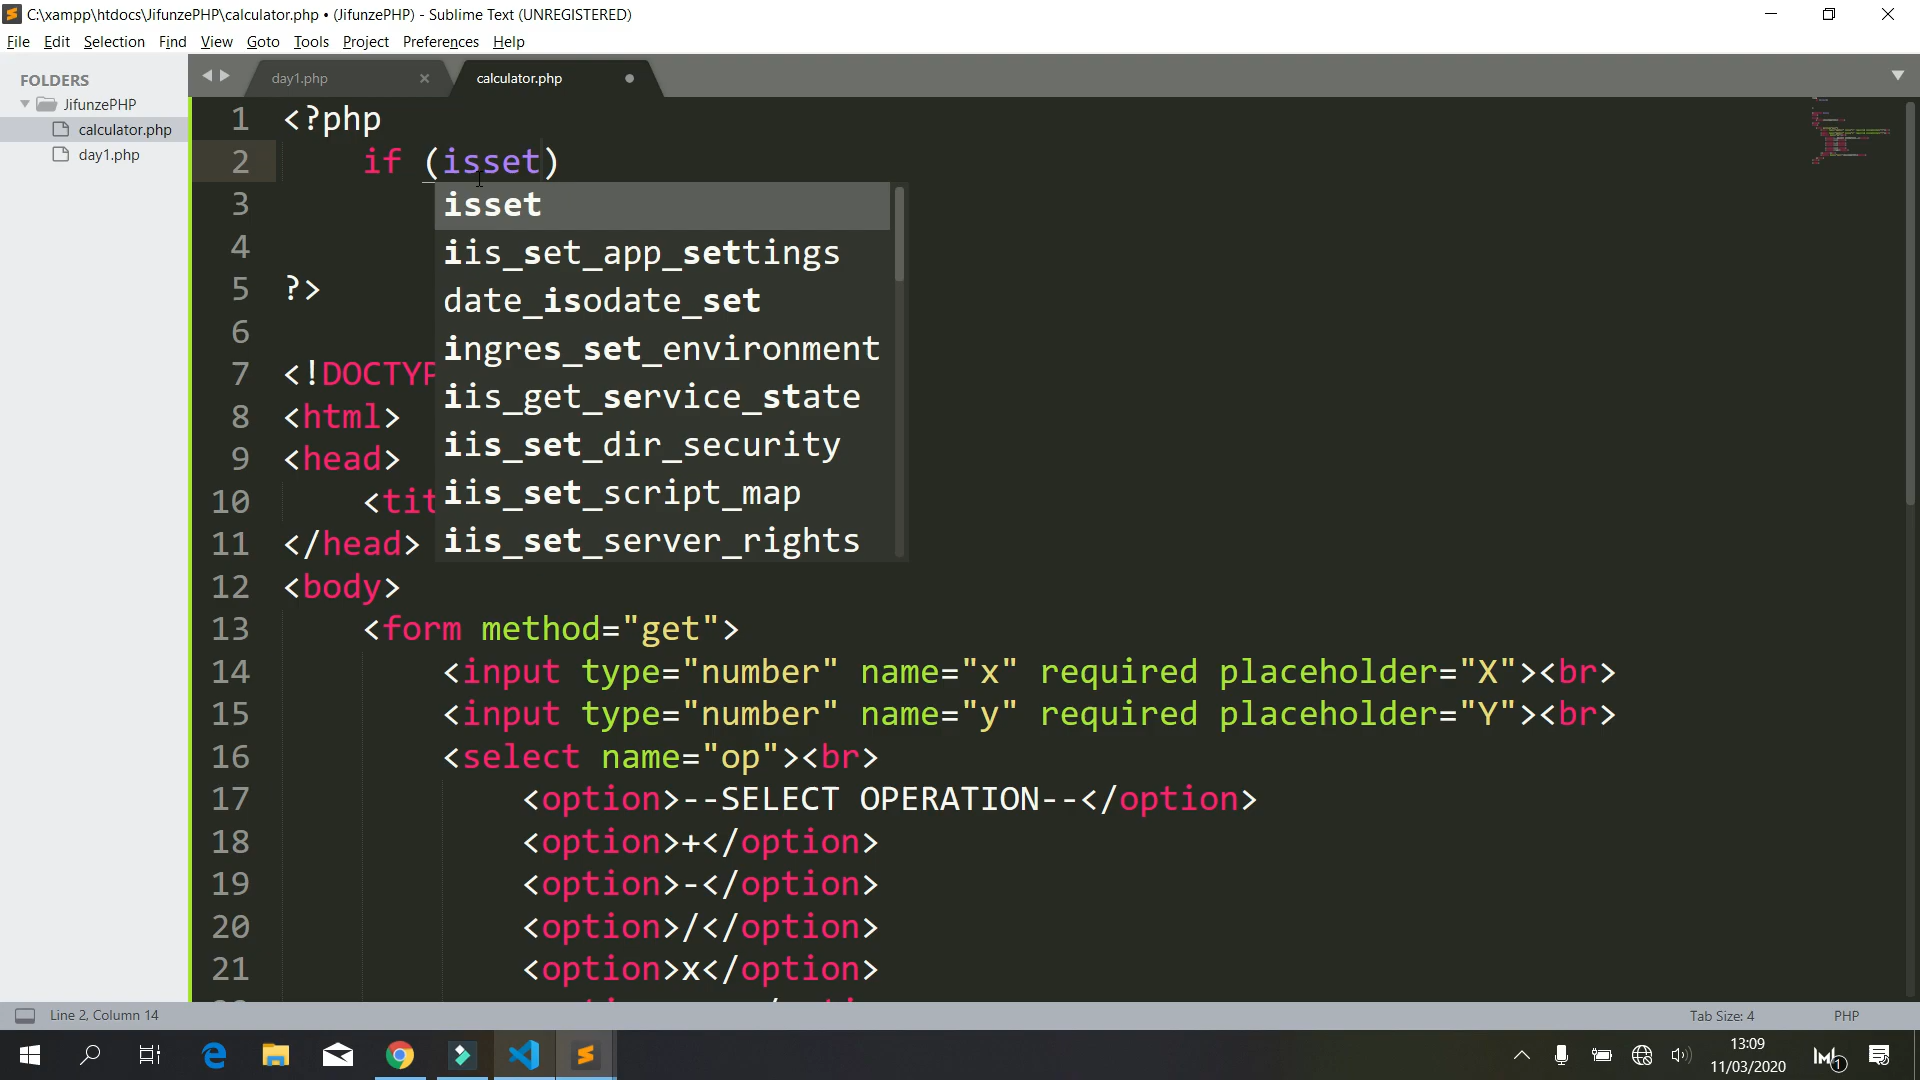 C:\xampp\htdocs\JifunzePHP\calculator.php • (JifunzePHP) - Sublime Text (UNREGISTERED)
File Edit Selection Find View Goto Tools Project Preferences Help
FOLDERS
JifunzePHP
calculator.php
day1.php
day1.php
calculator.php
1 <?php
2 if (isset)
3
4
5 ?>
6
7 <!DOCTYP
8 <html>
9 <head>
10 <tit
11 </head>
12 <body>
13 <form method="get">
14 <input type="number" name="x" required placeholder="X"><br>
15 <input type="number" name="y" required placeholder="Y"><br>
16 <select name="op"><br>
17 <option>--SELECT OPERATION--</option>
18 <option>+</option>
19 <option>-</option>
20 <option>/</option>
21 <option>x</option>
isset
iis_set_app_settings
date_isodate_set
ingres_set_environment
iis_get_service_state
iis_set_dir_security
iis_set_script_map
iis_set_server_rights
Line 2, Column 14
Tab Size: 4
PHP
13:09
11/03/2020
1